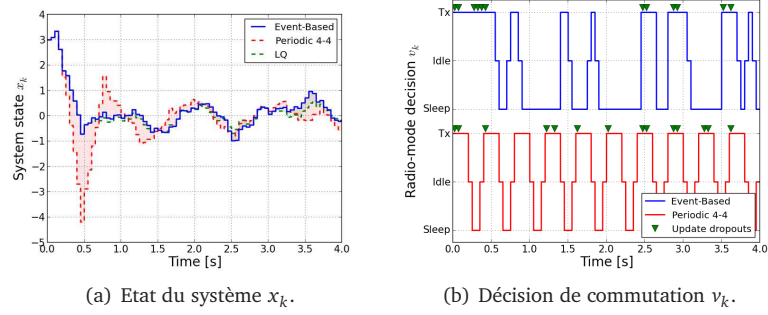 4
3
2
1
0
−1
−2
−3
−4
−5
System state x_k
0.0 0.5 1.0 1.5 2.0 2.5 3.0 3.5 4.0
Time [s]
Event-Based
Periodic 4-4
LQ
(a) Etat du système x_k.
Tx
Idle
Sleep
Tx
Idle
Sleep
Radio-mode decision v_k
0.0 0.5 1.0 1.5 2.0 2.5 3.0 3.5 4.0
Time [s]
Event-Based
Periodic 4-4
Update dropouts
(b) Décision de commutation v_k.